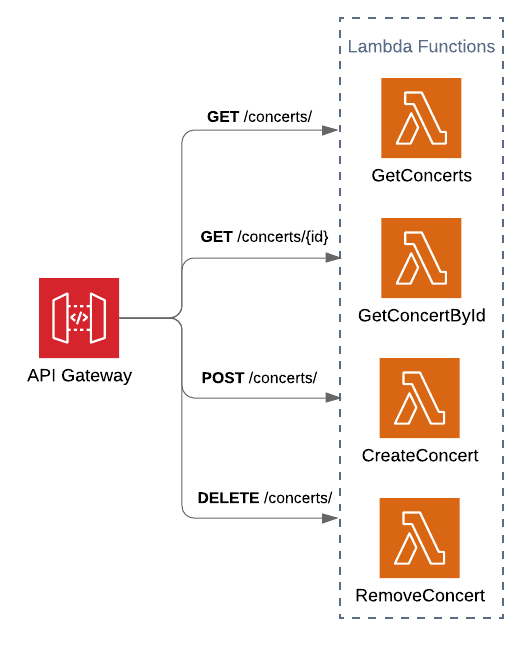 Lambda Functions
GET /concerts/
GetConcerts
GET /concerts/{id}
GetConcertById
</>
API Gateway
POST /concerts/
CreateConcert
DELETE /concerts/
RemoveConcert